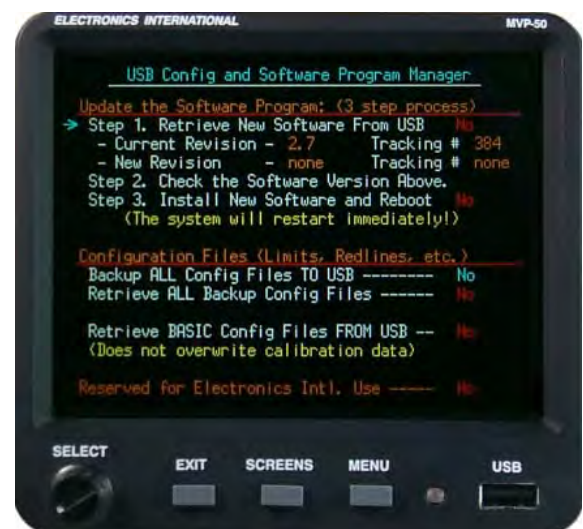 ELECTRONICS INTERNATIONAL MVP-50
USB Config and Software Program Manager
Update the Software Program: (3 step process)
Step 1. Retrieve New Software From USB No
- Current Revision - 2.7 Tracking # 384
- New Revision - none Tracking # none
Step 2. Check the Software Version Above.
Step 3. Install New Software and Reboot No
(The system will restart immediately!)
Configuration Files (Limits, Redlines, etc.)
Backup ALL Config Files TO USB -------- No
Retrieve ALL Backup Config Files ------ No
Retrieve BASIC Config Files FROM USB -- No
(Does not overwrite calibration data)
Reserved for Electronics Intl. Use ----- No
SELECT EXIT SCREENS MENU USB